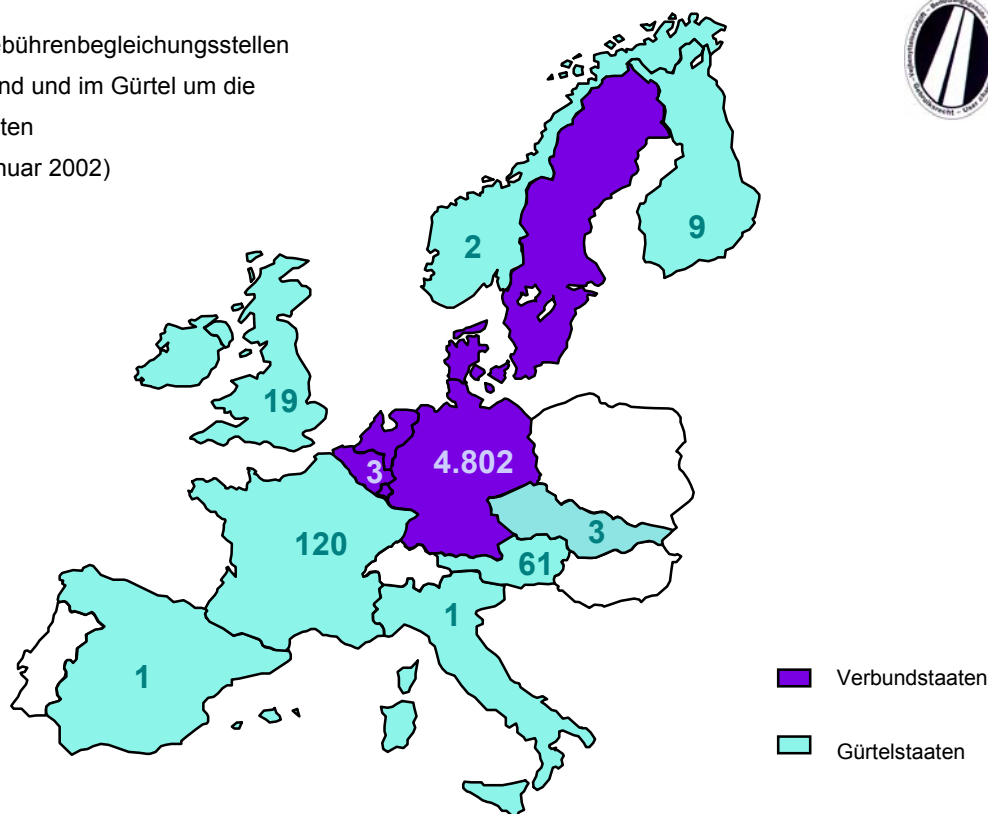 ebührenbegleichungsstellen
nd und im Gürtel um die
ten
nuar 2002)
2
9
19
3
4.802
120
3
61
1
1
Verbundstaaten
Gürtelstaaten